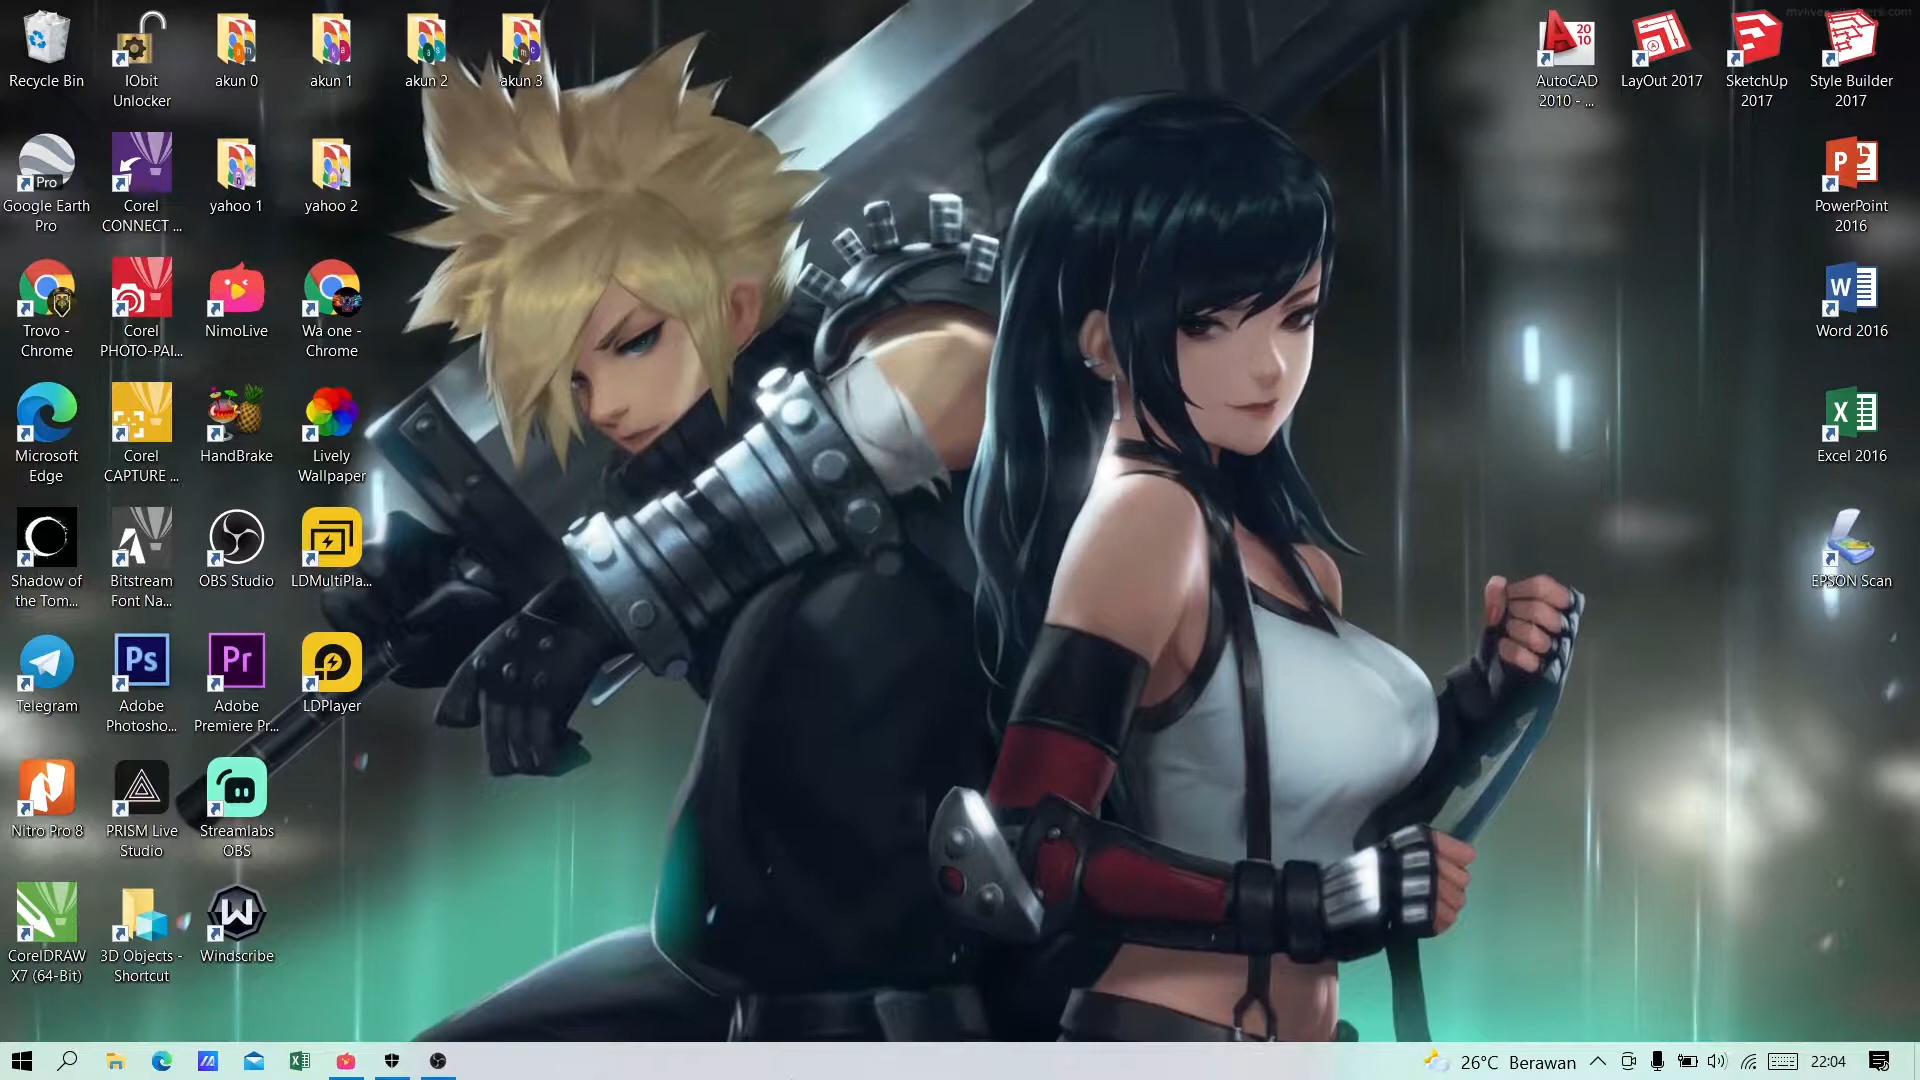 mylivewallpapers.com
Recycle Bin
IObit
Unlocker
akun 0
akun 1
akun 2
akun 3
AutoCAD
2010 - ...
LayOut 2017
SketchUp
2017
Style Builder
2017
Pro
Google Earth
Pro
Corel
CONNECT ...
yahoo 1
yahoo 2
PowerPoint
2016
Trovo -
Chrome
Corel
PHOTO-PAI...
NimoLive
Wa one -
Chrome
Word 2016
Microsoft
Edge
Corel
CAPTURE ...
HandBrake
Lively
Wallpaper
Excel 2016
Shadow of
the Tom...
Bitstream
Font Na...
OBS Studio
LDMultiPla...
EPSON Scan
Telegram
Ps
Adobe
Photosho...
Pr
Adobe
Premiere Pr...
LDPlayer
Nitro Pro 8
PRISM Live
Studio
Streamlabs
OBS
CorelDRAW
X7 (64-Bit)
3D Objects -
Shortcut
Windscribe
26°C Berawan
22:04